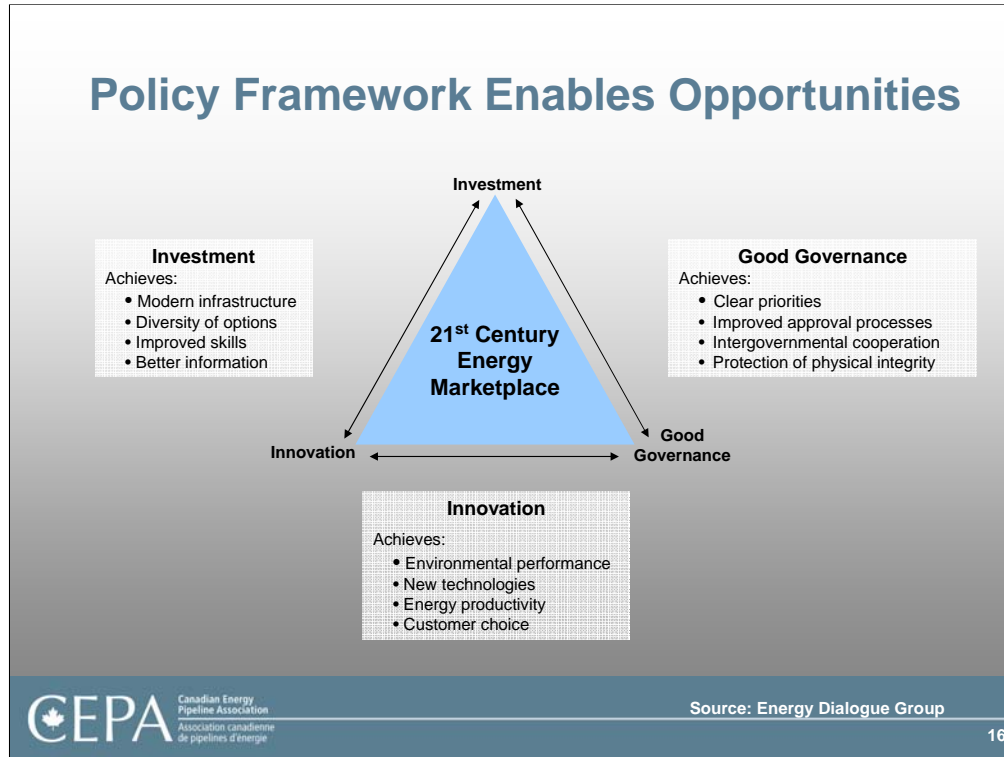 Policy Framework Enables Opportunities
Investment
Investment
Achieves:
• Modern infrastructure
• Diversity of options
• Improved skills
• Better information
Good Governance
Achieves:
• Clear priorities
• Improved approval processes
• Intergovernmental cooperation
• Protection of physical integrity
21st Century
Energy
Marketplace
Innovation
Good
Governance
Innovation
Achieves:
• Environmental performance
• New technologies
• Energy productivity
• Customer choice
CEPA
Canadian Energy
Pipeline Association
Association canadienne
de pipelines d'énergie
Source: Energy Dialogue Group
16